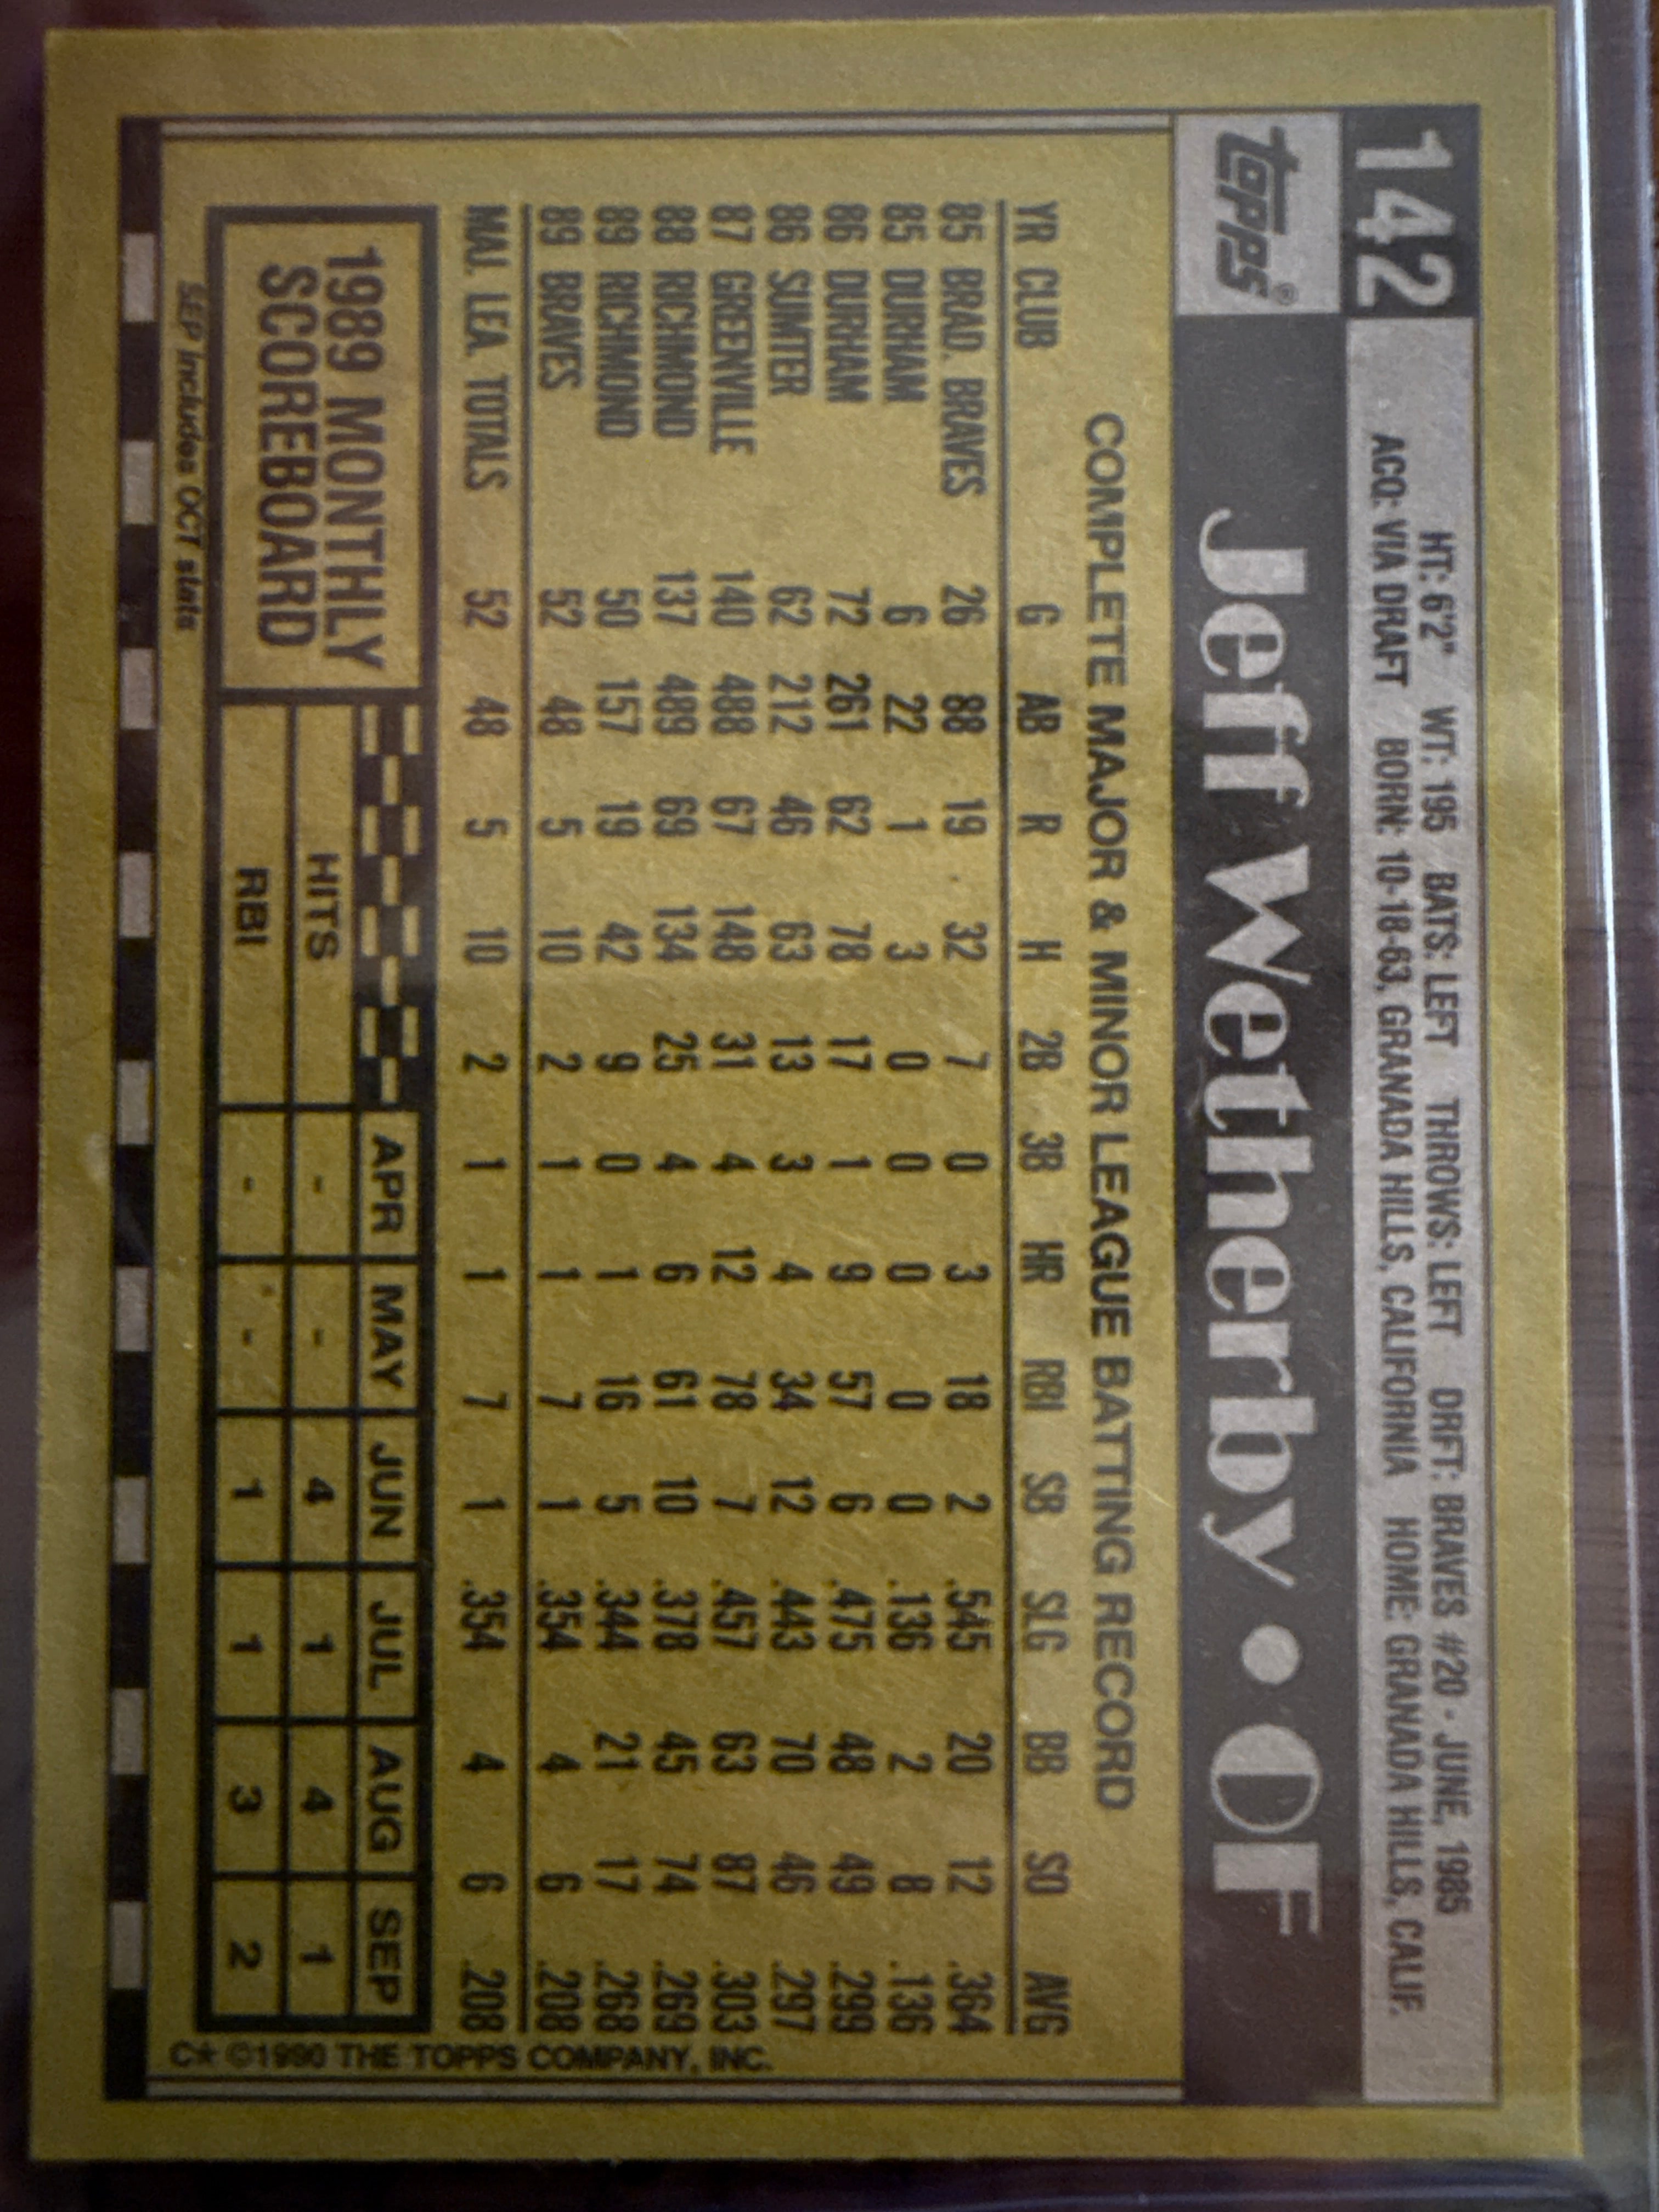 142 HT: 6'2" WT: 195 BATS: LEFT THROWS: LEFT DRFT: BRAVES #20 - JUNE, 1985
ACQ: VIA DRAFT BORN: 10-18-63, GRANADA HILLS, CALIFORNIA HOME: GRANADA HILLS, CALIF.
topps® Jeff Wetherby • OF
COMPLETE MAJOR & MINOR LEAGUE BATTING RECORD
YR CLUB G AB R H 2B 3B HR RBI SB SLG BB SO AVG
85 BRAD. BRAVES 26 88 19 32 7 0 3 18 2 .545 20 12 .364
85 DURHAM 6 22 1 3 0 0 0 0 0 .136 2 8 .136
86 DURHAM 72 261 62 78 17 1 9 57 6 .475 48 49 .299
86 SUMTER 62 212 46 63 13 3 4 34 12 .443 70 46 .297
87 GREENVILLE 140 488 67 148 31 4 12 78 7 .457 63 87 .303
88 RICHMOND 137 489 69 134 25 4 6 61 10 .378 45 74 .269
89 RICHMOND 50 157 19 42 9 0 1 16 5 .344 21 17 .268
89 BRAVES 52 48 5 10 2 1 1 7 1 .354 4 6 .208
MAJ. LEA. TOTALS 52 48 5 10 2 1 1 7 1 .354 4 6 .208
1989 MONTHLY
SCOREBOARD
APR MAY JUN JUL AUG SEP
HITS - - 4 1 4 1
RBI - - 1 1 3 2
SEP includes OCT stats
C★ ©1990 THE TOPPS COMPANY, INC.